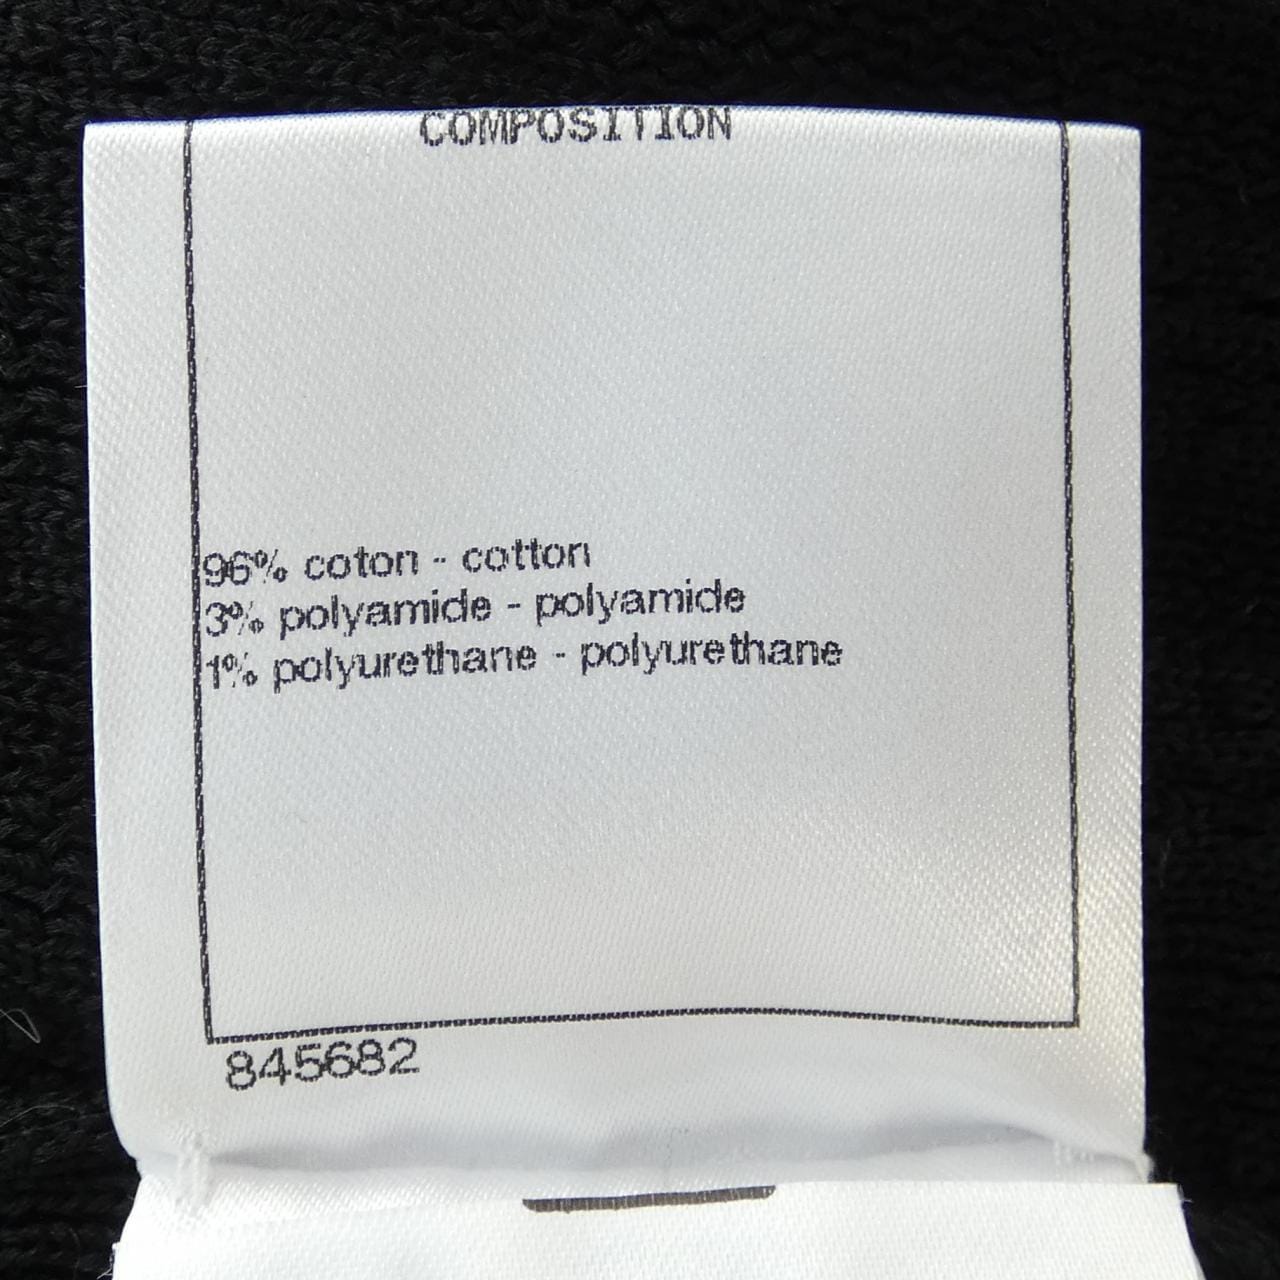 COMPOSITION
96% coton - cotton
3% polyamide - polyamide
1% polyurethane - polyurethane
845682